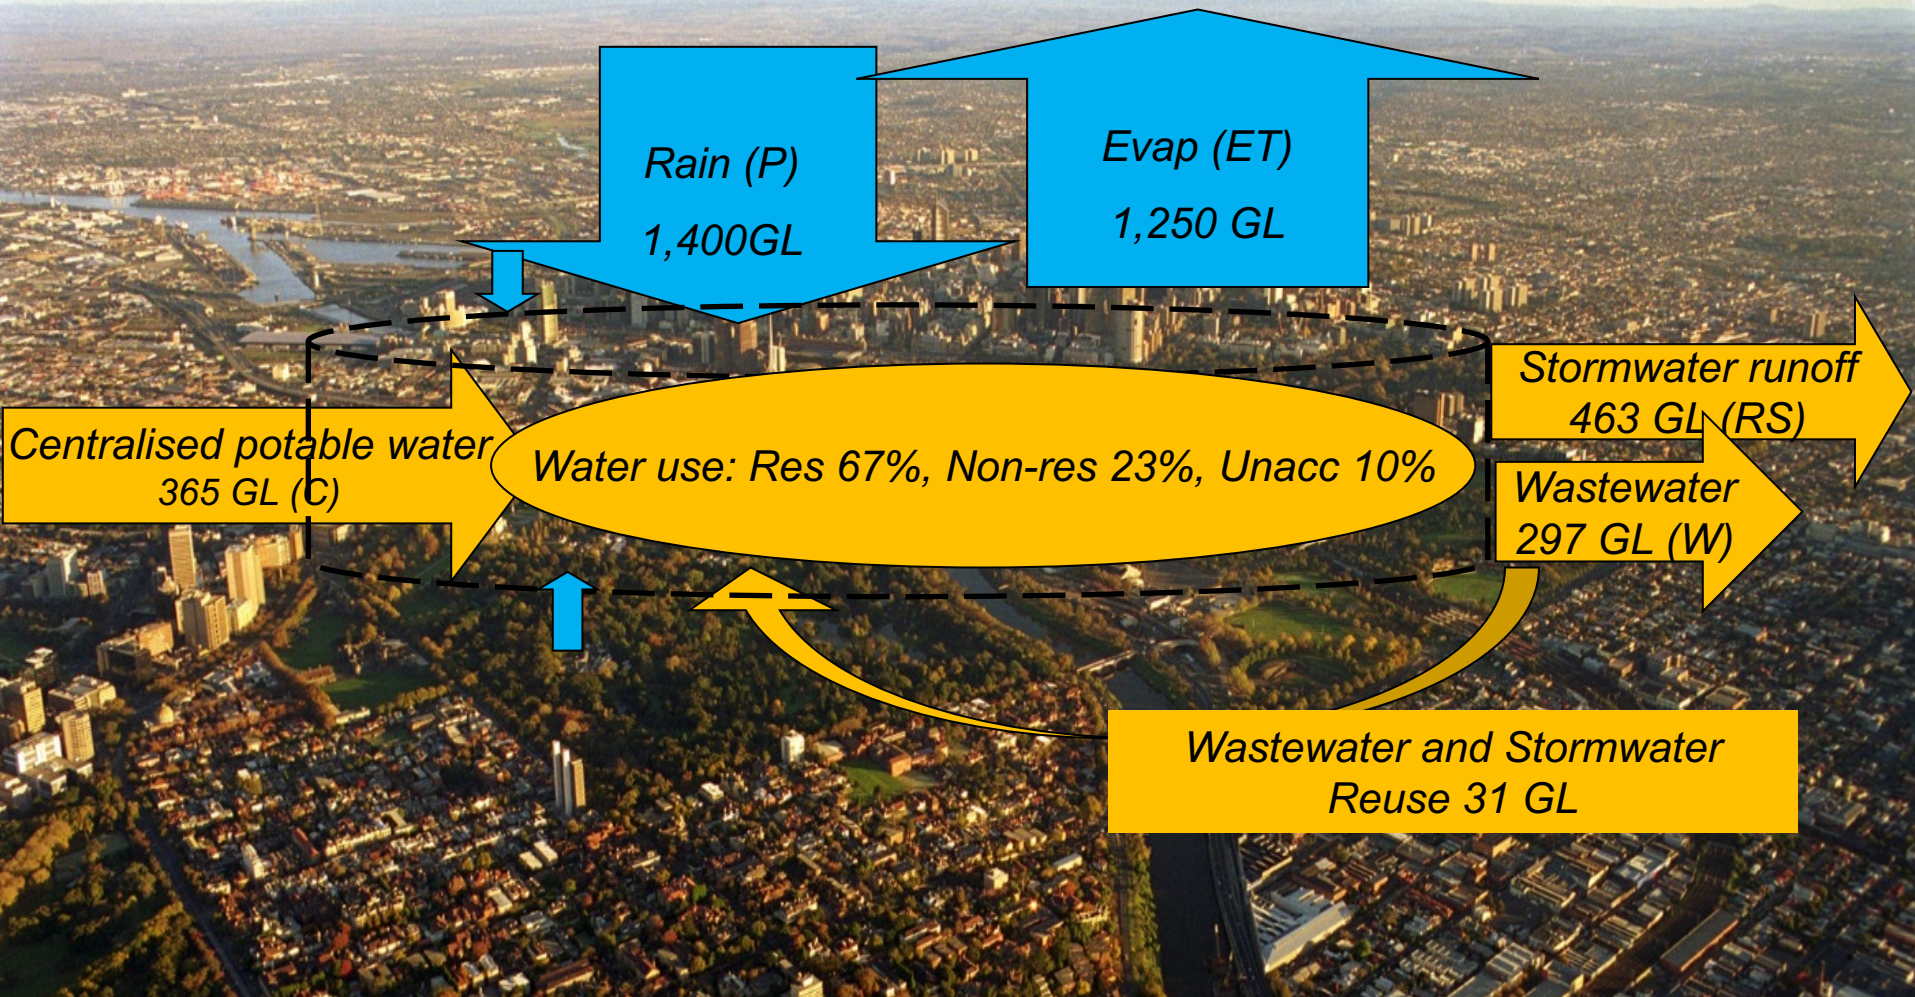 Rain (P)
1,400GL
Evap (ET)
1,250 GL
Centralised potable water
365 GL (C)
Water use: Res 67%, Non-res 23%, Unacc 10%
Stormwater runoff
463 GL (RS)
Wastewater
297 GL (W)
Wastewater and Stormwater
Reuse 31 GL